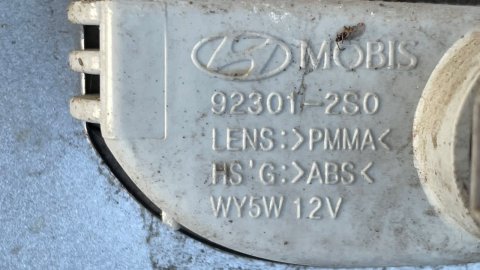 MOBIS
92301-2S0
LENS:>PMMA<
HS'G:>ABS<
WY5W 12V